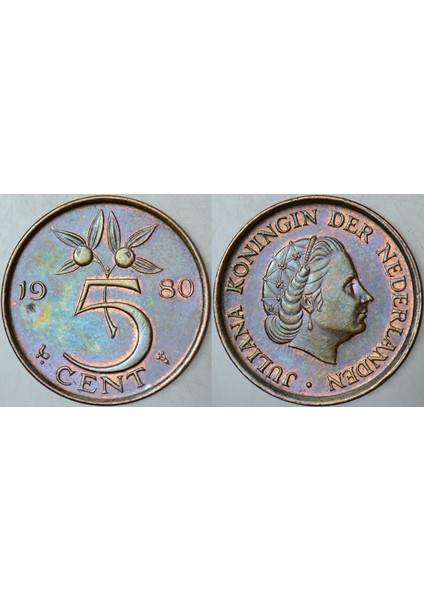 19 80
5
CENT
JULIANA KONINGIN DER NEDERLANDEN